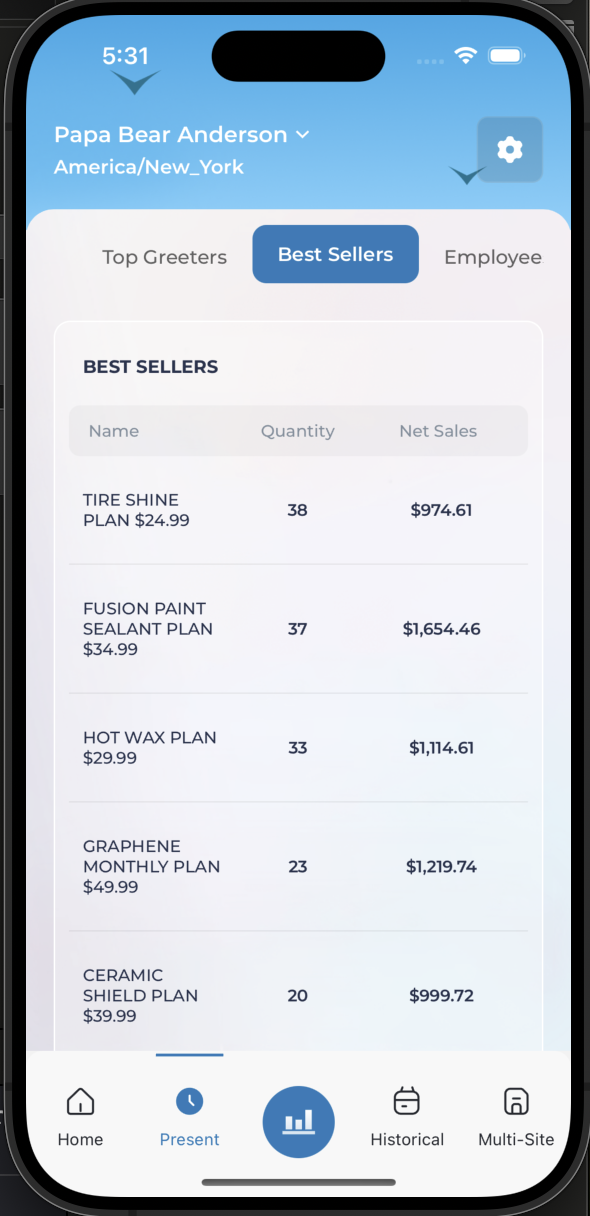 5:31
Papa Bear Anderson
America/New_York
Top Greeters Best Sellers Employee
BEST SELLERS
Name Quantity Net Sales
TIRE SHINE
PLAN $24.99 38 $974.61
FUSION PAINT
SEALANT PLAN 37 $1,654.46
$34.99
HOT WAX PLAN
$29.99 33 $1,114.61
GRAPHENE
MONTHLY PLAN 23 $1,219.74
$49.99
CERAMIC
SHIELD PLAN 20 $999.72
$39.99
Home Present Historical Multi-Site